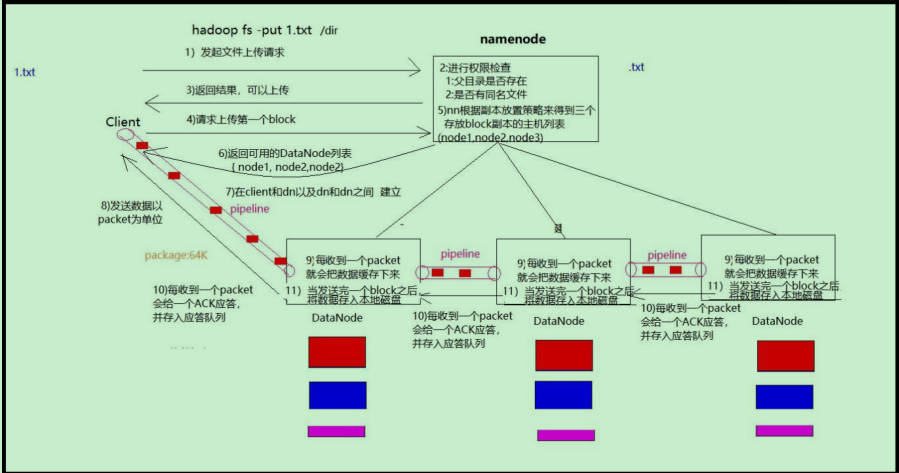 hadoop fs -put 1.txt /dir
namenode
1）发起文件上传请求
1.txt
.txt
2:进行权限检查
1:父目录是否存在
2:是否有同名文件
3)返回结果，可以上传
5)nn根据副本放置策略来得到三个
存放block副本的主机列表
(node1,node2,node3)
Client
4)请求上传第一个block
6)返回可用的DataNode列表
{ node1, node2,node2}
7)在client和dn以及dn和dn之间 建立
pipeline
8)发送数据以
packet为单位
package:64K
9)每收到一个packet
就会把数据缓存下来
11）当发送完一个block之后
将数据存入本地磁盘
pipeline
9)每收到一个packet
就会把数据缓存下来
11）当发送完一个block之后
将数据存入本地磁盘
pipeline
9)每收到一个packet
就会把数据缓存下来
11）当发送完一个block之后
将数据存入本地磁盘
10)每收到一个packet
会给一个ACK应答，
并存入应答队列
DataNode
10)每收到一个packet
会给一个ACK应答，
并存入应答队列
DataNode
10)每收到一个packet
会给一个ACK应答，
并存入应答队列
DataNode